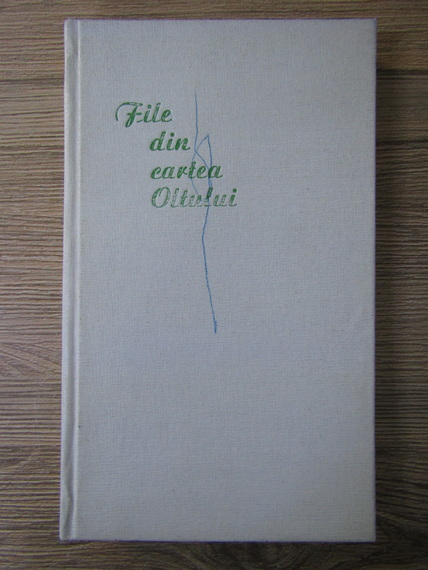 File
din
cartea
Oltului